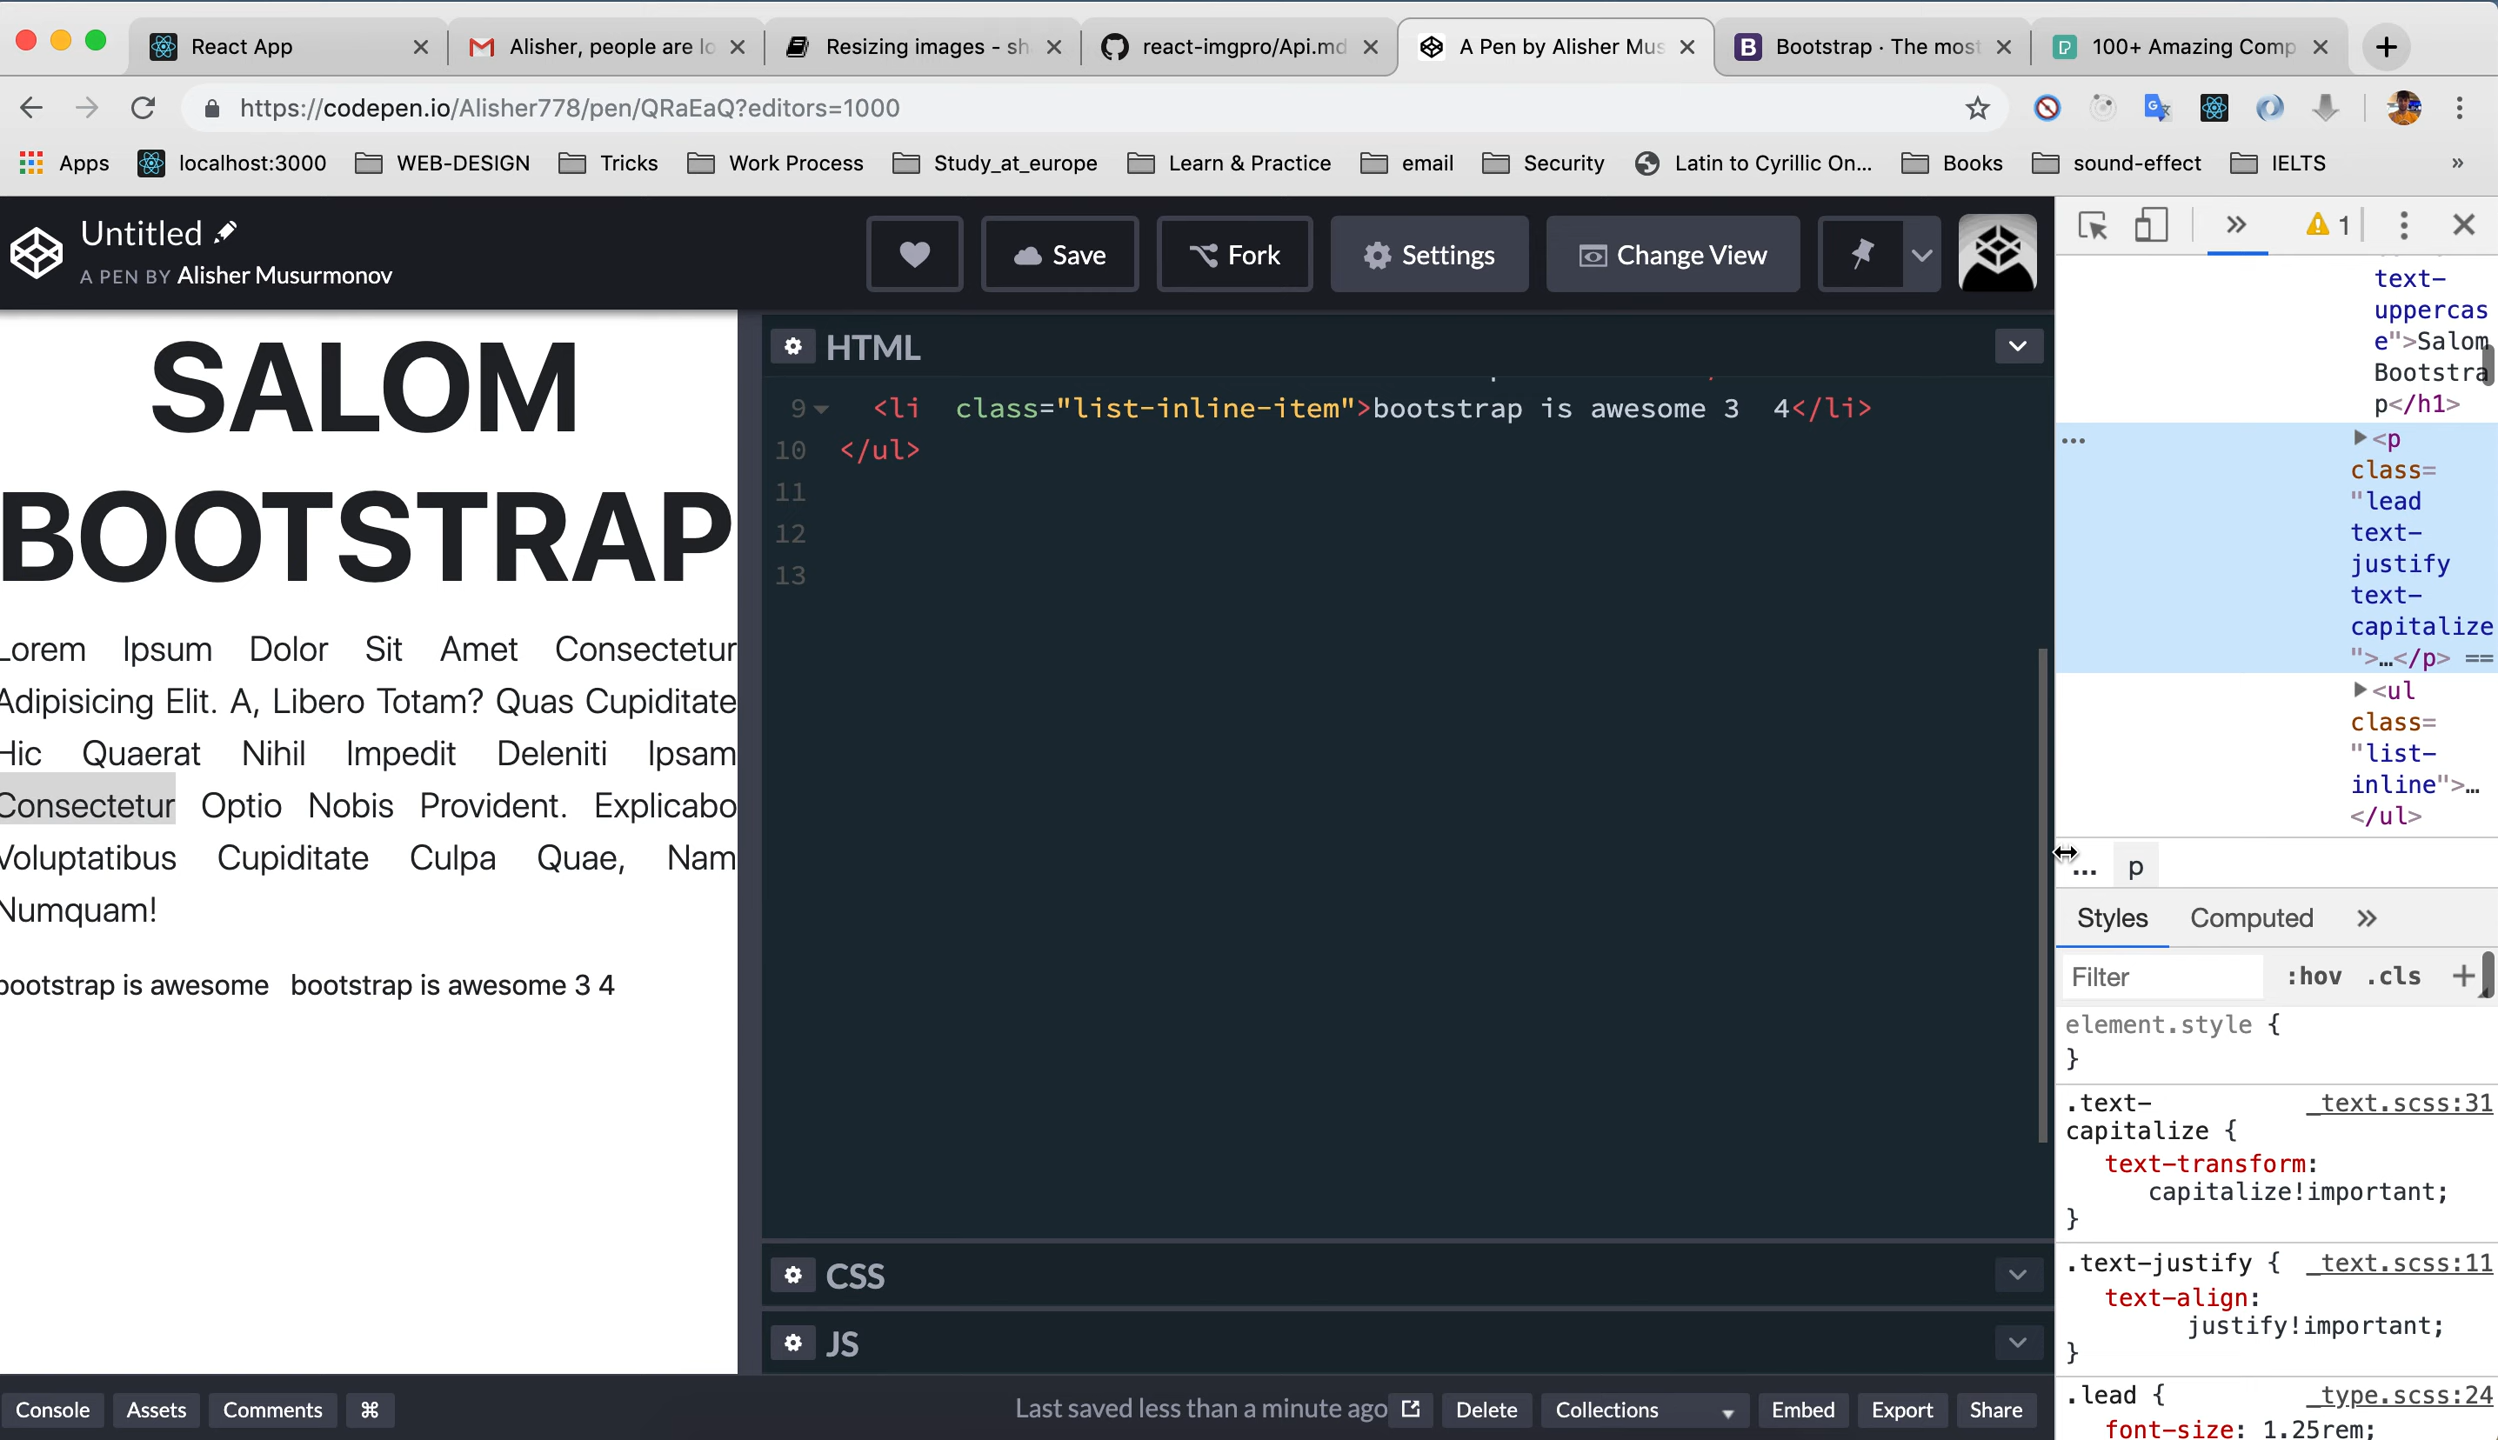 React App
Alisher, people are lo
Resizing images - sh
react-imgpro/Api.md
A Pen by Alisher Mus
Bootstrap · The most
100+ Amazing Comp
https://codepen.io/Alisher778/pen/QRaEaQ?editors=1000
Apps
localhost:3000
WEB-DESIGN
Tricks
Work Process
Study_at_europe
Learn & Practice
email
Security
Latin to Cyrillic On...
Books
sound-effect
IELTS
»
Untitled
A PEN BY Alisher Musurmonov
Save
Fork
Settings
Change View
SALOM
BOOTSTRAP
Lorem Ipsum Dolor Sit Amet Consectetur
Adipisicing Elit. A, Libero Totam? Quas Cupiditate
Hic Quaerat Nihil Impedit Deleniti Ipsam
Consectetur Optio Nobis Provident. Explicabo
Voluptatibus Cupiditate Culpa Quae, Nam
Numquam!
bootstrap is awesome bootstrap is awesome 3 4
HTML
9 <li  class="list-inline-item">bootstrap is awesome 3  4</li>
10 </ul>
11
12
13
CSS
JS
» 1
text-
uppercas
e">Salom
Bootstra
p</h1>
... <p
class=
"lead
text-
justify
text-
capitalize
">…</p> ==
<ul
class=
"list-
inline">…
</ul>
... p
Styles Computed »
Filter :hov .cls +
element.style {
}
.text- _text.scss:31
capitalize {
text-transform:
capitalize!important;
}
.text-justify { _text.scss:11
text-align:
justify!important;
}
.lead { _type.scss:24
font-size: 1.25rem;
Console
Assets
Comments
⌘
Last saved less than a minute ago
Delete
Collections
Embed
Export
Share